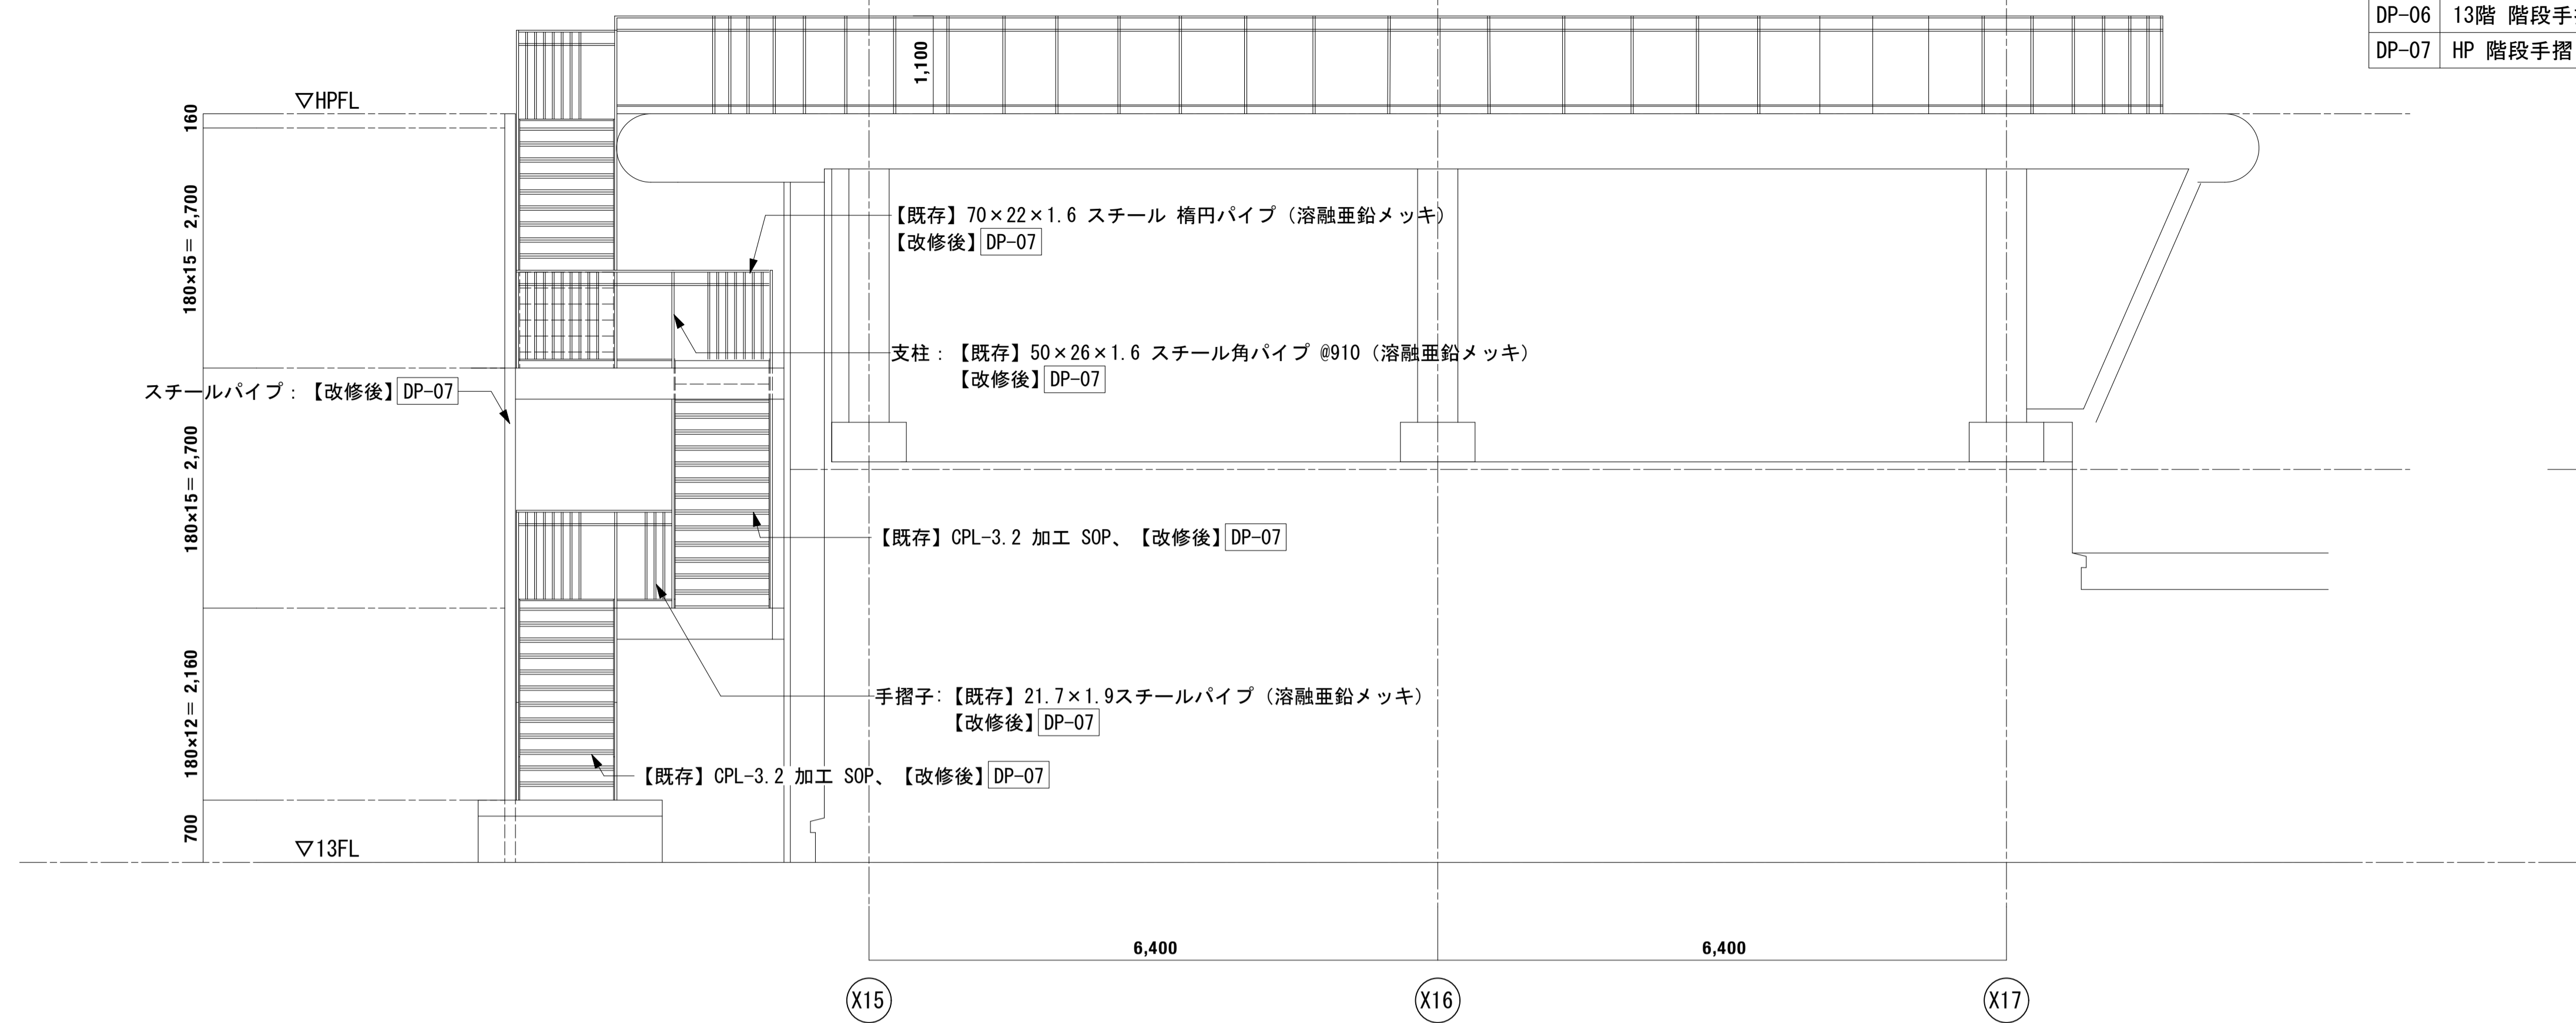 DP-06 13階 階段手
DP-07 HP 階段手摺
1,100
▽HPFL
160
180×15= 2,700
【既存】70×22×1.6 スチール 楕円パイプ（溶融亜鉛メッキ）
【改修後】DP-07
支柱：【既存】50×26×1.6 スチール角パイプ @910（溶融亜鉛メッキ）
【改修後】DP-07
スチールパイプ：【改修後】DP-07
180×15= 2,700
【既存】CPL-3.2 加工 SOP、【改修後】DP-07
180×12= 2,160
手摺子：【既存】21.7×1.9スチールパイプ（溶融亜鉛メッキ）
【改修後】DP-07
【既存】CPL-3.2 加工 SOP、【改修後】DP-07
700
▽13FL
6,400 6,400
X15 X16 X17